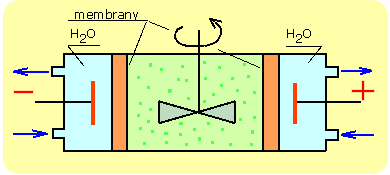 membrany
H₂O
H₂O
−
+